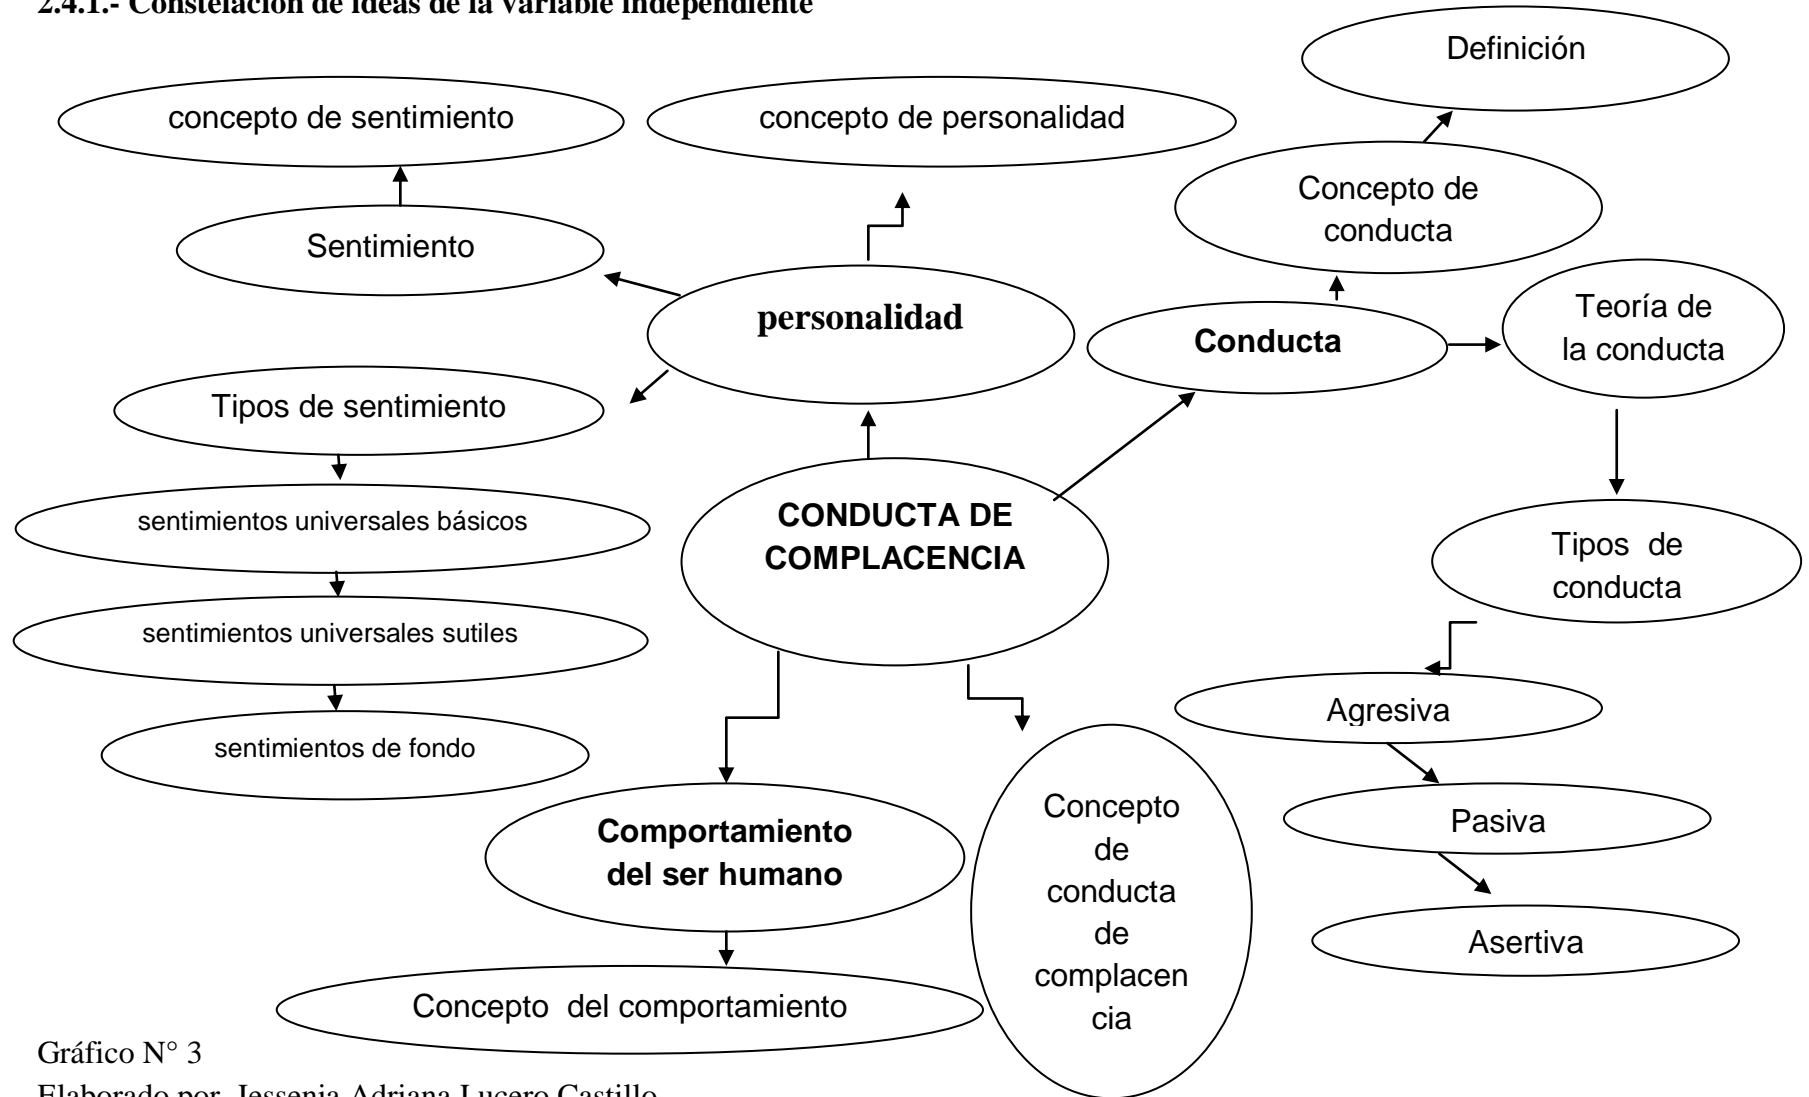 2.4.1.- Constelación de ideas de la variable independiente
Definición
concepto de sentimiento
concepto de personalidad
Concepto de
conducta
Sentimiento
personalidad
Conducta
Teoría de
la conducta
Tipos de sentimiento
CONDUCTA DE
COMPLACENCIA
sentimientos universales básicos
Tipos de
conducta
sentimientos universales sutiles
sentimientos de fondo
Agresiva
Comportamiento
del ser humano
Concepto
de
conducta
de
complacen
cia
Pasiva
Asertiva
Concepto del comportamiento
Gráfico N° 3
Elaborado por Jessenia Adriana Lucero Castillo